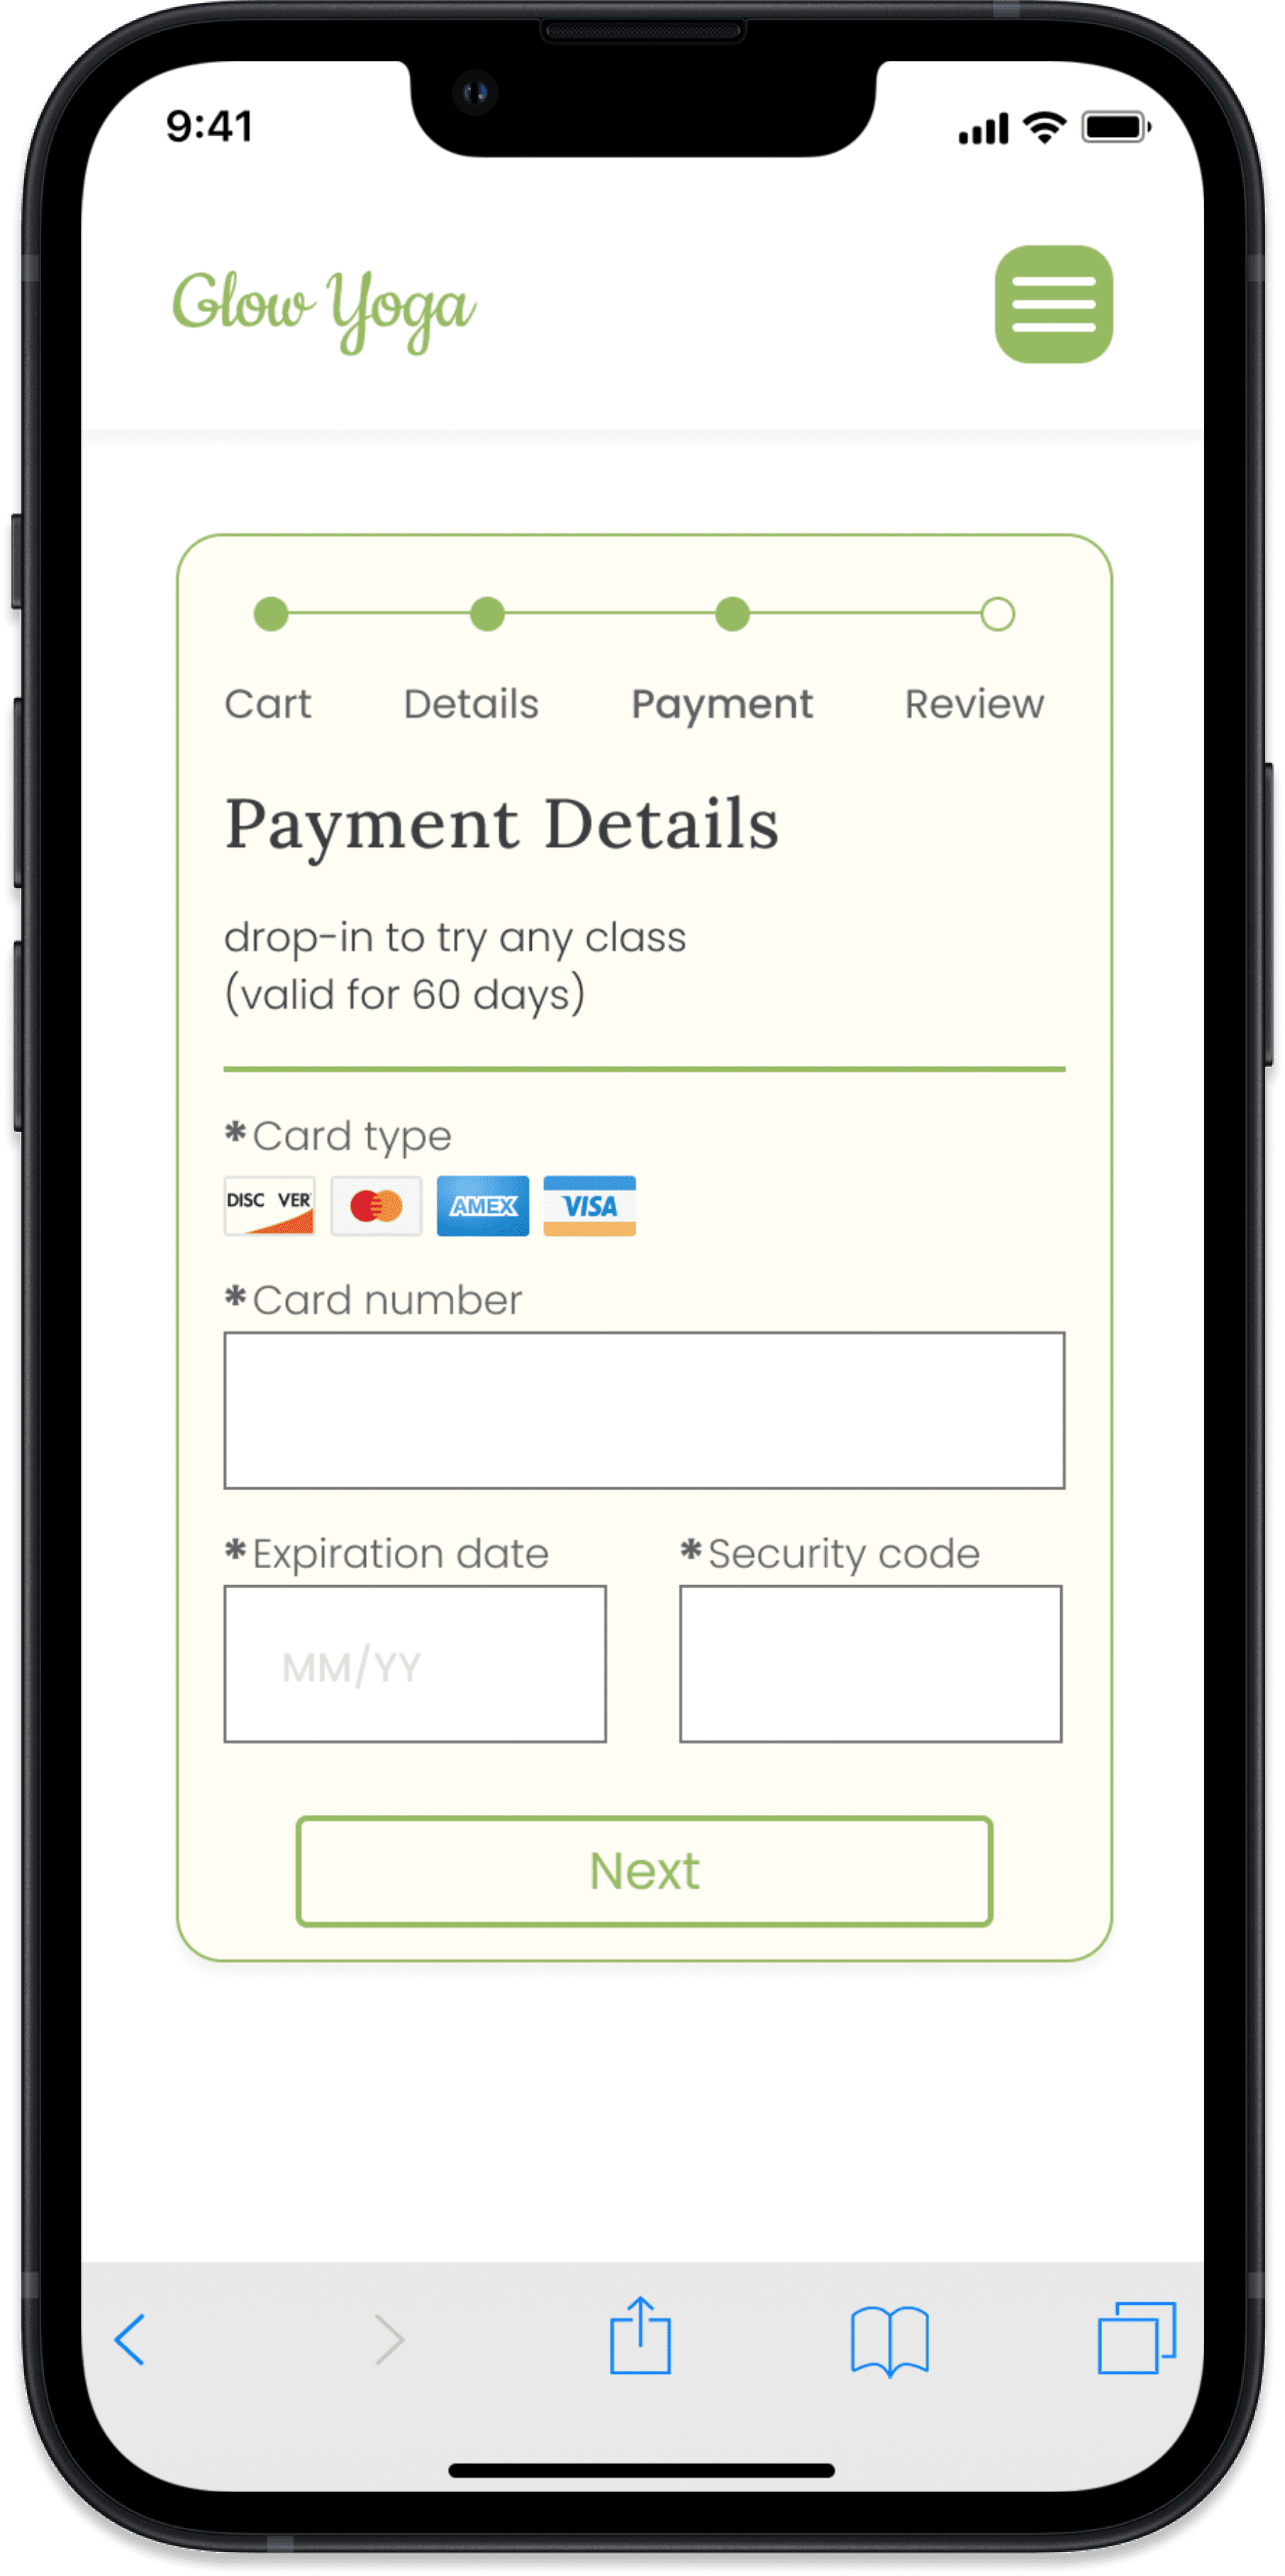 9:41
Glow Yoga
Cart Details Payment Review
Payment Details
drop-in to try any class
(valid for 60 days)
*Card type
DISC VER AMEX VISA
*Card number
*Expiration date *Security code
MM/YY
Next